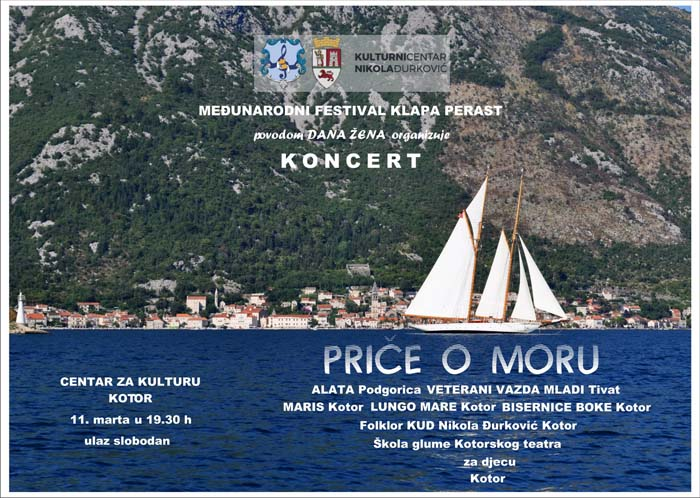 KULTURNICENTAR
NIKOLAĐURKOVIĆ
MEĐUNARODNI FESTIVAL KLAPA PERAST
povodom DANA ŽENA organizuje
KONCERT
PRIČE O MORU
CENTAR ZA KULTURU
KOTOR
11. marta u 19.30 h
ulaz slobodan
ALATA Podgorica VETERANI VAZDA MLADI Tivat
MARIS Kotor LUNGO MARE Kotor BISERNICE BOKE Kotor
Folklor KUD Nikola Đurković Kotor
Škola glume Kotorskog teatra
za djecu
Kotor